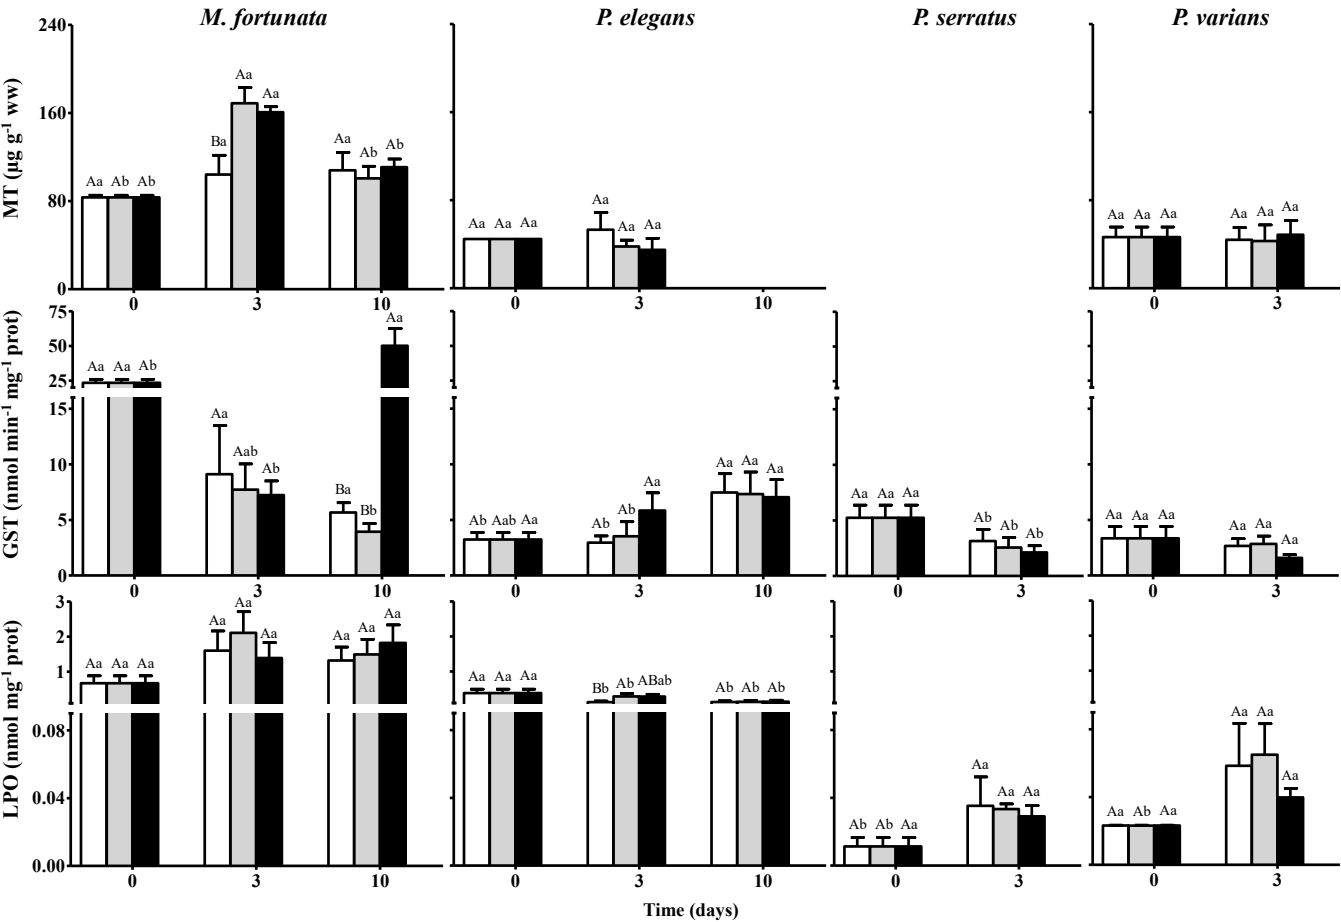 M. fortunata P. elegans P. serratus P. varians
MT (µg g-1 ww)
240
160
80
0
Aa Ab Ab
Ba Aa Aa
Aa Ab Ab
0 3 10
Aa Aa Aa
Aa Aa Aa
0 3 10
Aa Aa Aa
Aa Aa Aa
0 3
GST (nmol min-1 mg-1 prot)
75
50
25
15
10
5
0
Aa Aa Ab
Aa Aab Ab
Ba Bb Aa
0 3 10
Ab Aab Aa
Ab Ab Aa
Aa Aa Aa
0 3 10
Aa Aa Aa
Ab Ab Ab
0 3
Aa Aa Aa
Aa Aa Aa
0 3
LPO (nmol mg-1 prot)
3
2
1
0.08
0.04
0.00
Aa Aa Aa
Aa Aa Aa
Aa Aa Aa
0 3 10
Aa Aa Aa
Bb Ab ABab
Ab Ab Ab
0 3 10
Ab Ab Aa
Aa Aa Aa
0 3
Aa Ab Aa
Aa Aa Aa
0 3
Time (days)